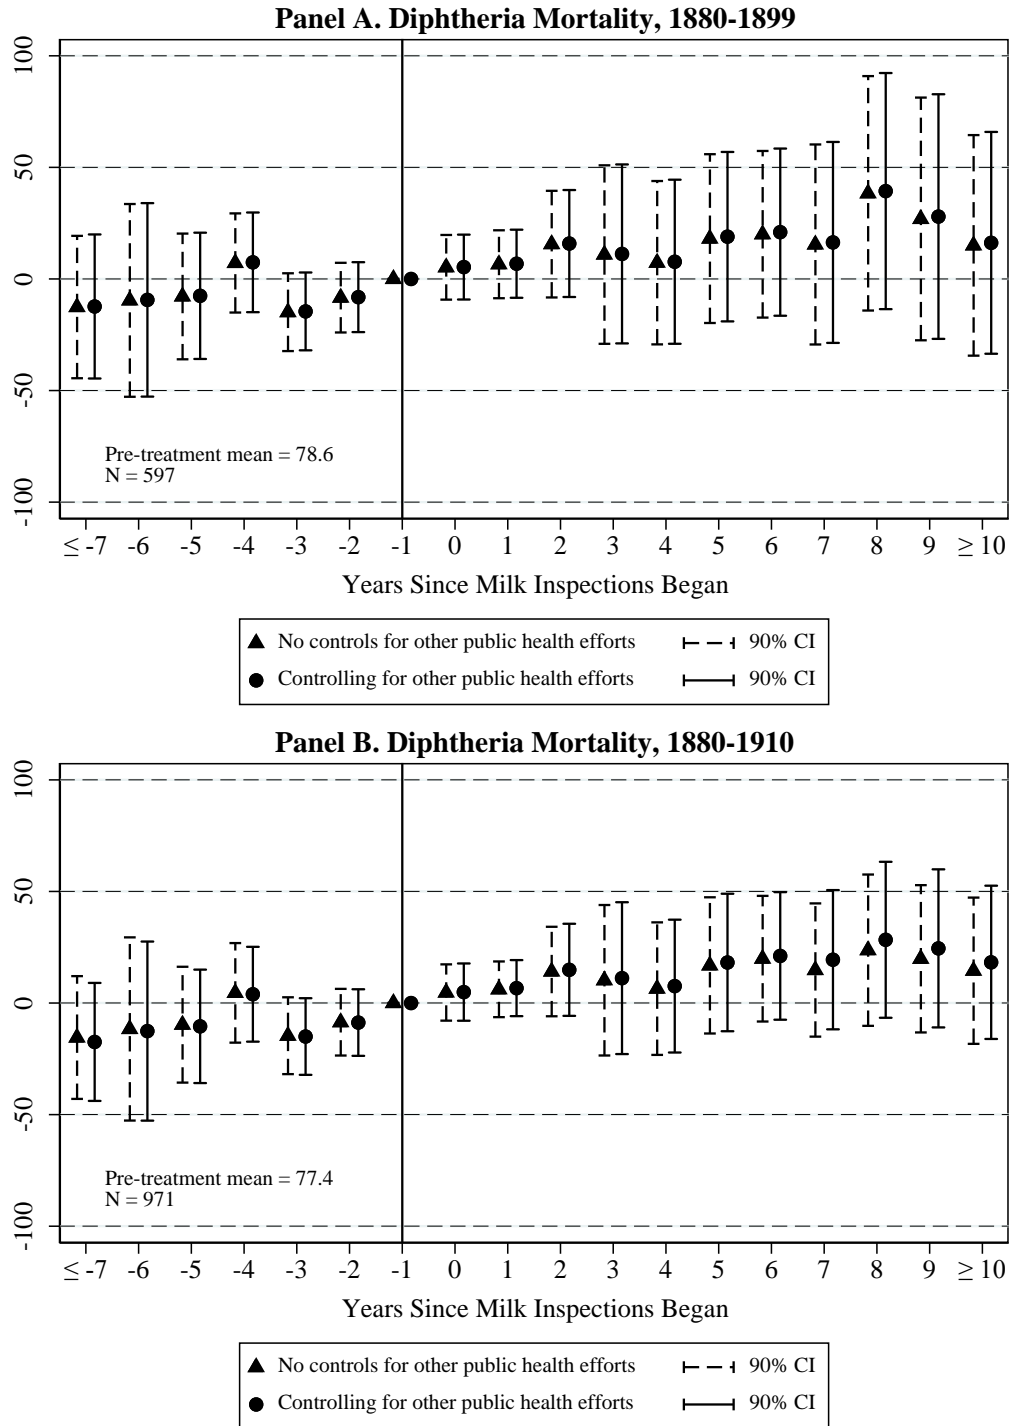 Panel A. Diphtheria Mortality, 1880-1899
100
50
0
-50
-100
Pre-treatment mean = 78.6
N = 597
≤ -7 -6 -5 -4 -3 -2 -1 0 1 2 3 4 5 6 7 8 9 ≥ 10
Years Since Milk Inspections Began
No controls for other public health efforts 90% CI
Controlling for other public health efforts 90% CI
Panel B. Diphtheria Mortality, 1880-1910
100
50
0
-50
-100
Pre-treatment mean = 77.4
N = 971
≤ -7 -6 -5 -4 -3 -2 -1 0 1 2 3 4 5 6 7 8 9 ≥ 10
Years Since Milk Inspections Began
No controls for other public health efforts 90% CI
Controlling for other public health efforts 90% CI